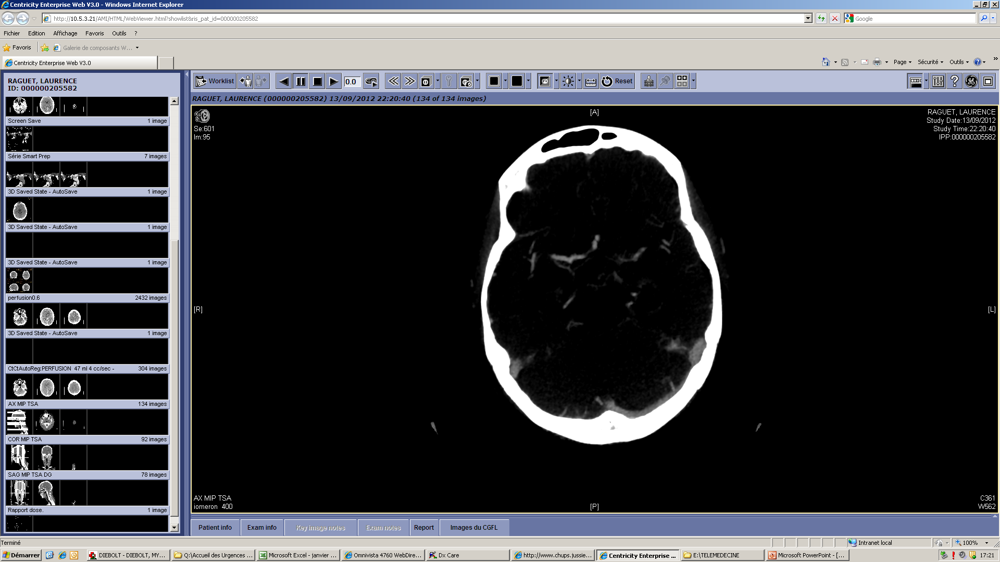 Centricity Enterprise Web V3.0 - Windows Internet Explorer
http://10.5.3.21/AMI/HTML/WebViewer.html?showlist&ris_pat_id=000000205582
Google
Fichier Edition Affichage Favoris Outils ?
Favoris Galerie de composants W...
Centricity Enterprise Web V3.0
Page Sécurité Outils
RAGUET, LAURENCE
ID: 000000205582
Worklist 0.0 Reset
RAGUET, LAURENCE (000000205582) 13/09/2012 22:20:40 (134 of 134 images)
Screen Save 1 image
Série Smart Prep 7 images
3D Saved State - AutoSave 1 image
3D Saved State - AutoSave 1 image
3D Saved State - AutoSave 1 image
perfusion0.6 2432 images
3D Saved State - AutoSave 1 image
CtCtAutoReg:PERFUSION 47 ml 4 cc/sec - 304 images
AX MIP TSA 134 images
COR MIP TSA 92 images
SAG MIP TSA DG 78 images
Rapport dose. 1 image
Se:601
Im:95
[A]
RAGUET, LAURENCE
Study Date:13/09/2012
Study Time:22:20:40
IPP:000000205582
[R]
[L]
AX MIP TSA
iomeron 400
[P]
C361
W562
Patient info Exam info Key image notes Exam notes Report Images du CGFL
Terminé Intranet local 100%
Démarrer DIEBOLT - DIEBOLT, MY... Q:\Accueil des Urgences ... Microsoft Excel - janvier ... Omnivista 4760 WebDire... Dx Care http://www.chups.jussie... Centricity Enterprise ... E:\TELEMEDECINE Microsoft PowerPoint - [... 17:21